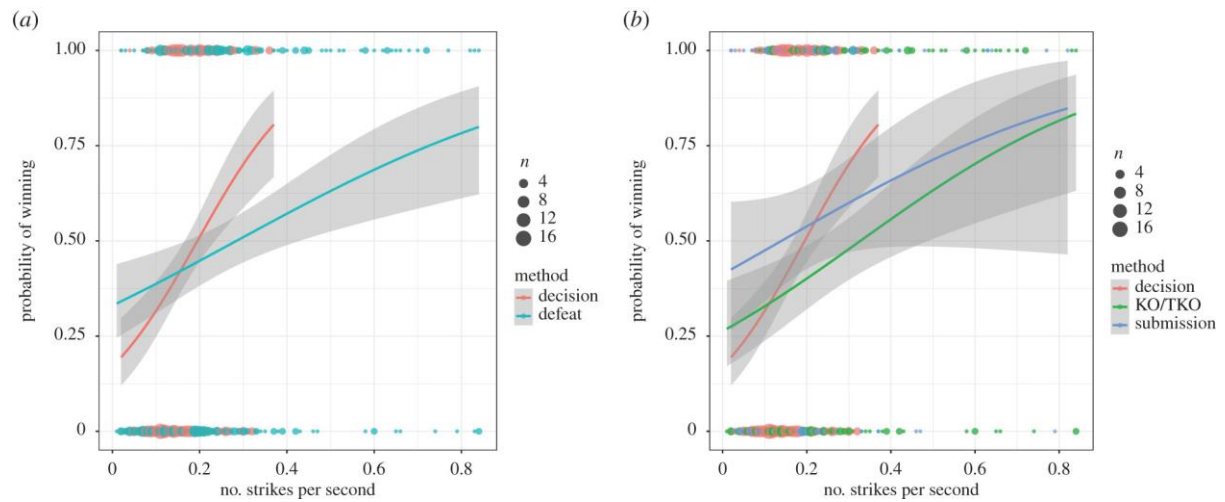 (a)
1.00
0.75
0.50
0.25
0
probability of winning
0 0.2 0.4 0.6 0.8
no. strikes per second
n
4
8
12
16
method
decision
defeat
(b)
1.00
0.75
0.50
0.25
0
probability of winning
0 0.2 0.4 0.6 0.8
no. strikes per second
n
4
8
12
16
method
decision
KO/TKO
submission